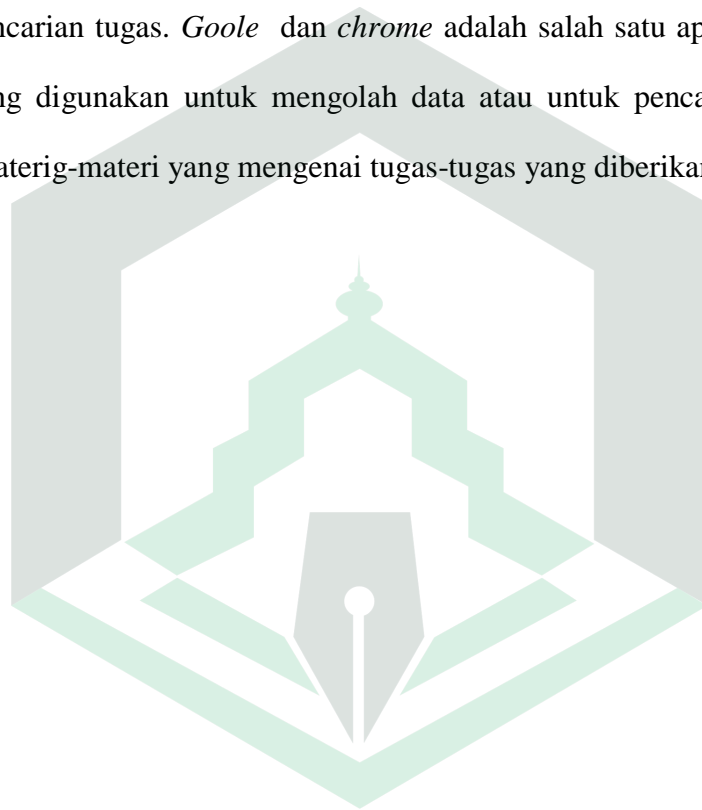 ncarian tugas. Goole dan chrome adalah salah satu ap
ng digunakan untuk mengolah data atau untuk penca
aterig-materi yang mengenai tugas-tugas yang diberikan